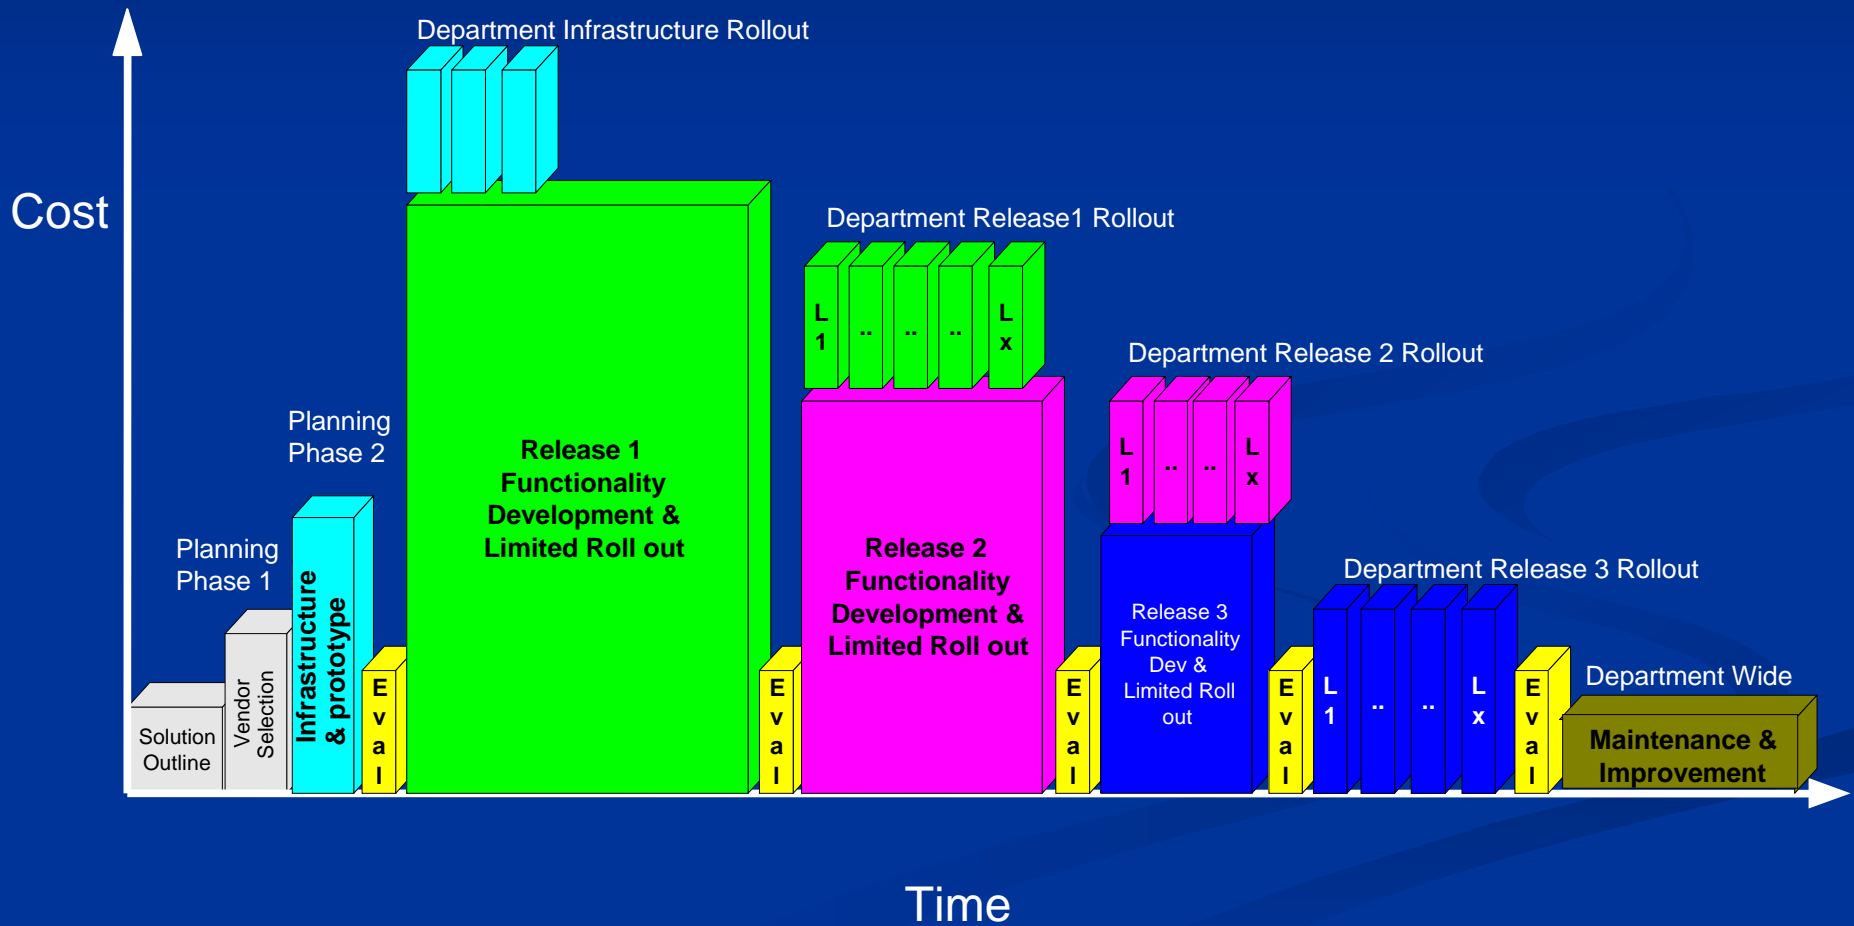 Department Infrastructure Rollout
Cost
Department Release1 Rollout
L
1
..
..
..
L
x
Department Release 2 Rollout
L
1
..
..
L
x
Planning
Phase 2
Release 1
Functionality
Development &
Limited Roll out
Planning
Phase 1
Release 2
Functionality
Development &
Limited Roll out
Department Release 3 Rollout
Release 3
Functionality
Dev &
Limited Roll
out
Solution
Outline
Vendor
Selection
Infrastructure
& prototype
E
v
a
l
E
v
a
l
E
v
a
l
E
v
a
l
L
1
..
..
L
x
E
v
a
l
Department Wide
Maintenance &
Improvement
Time